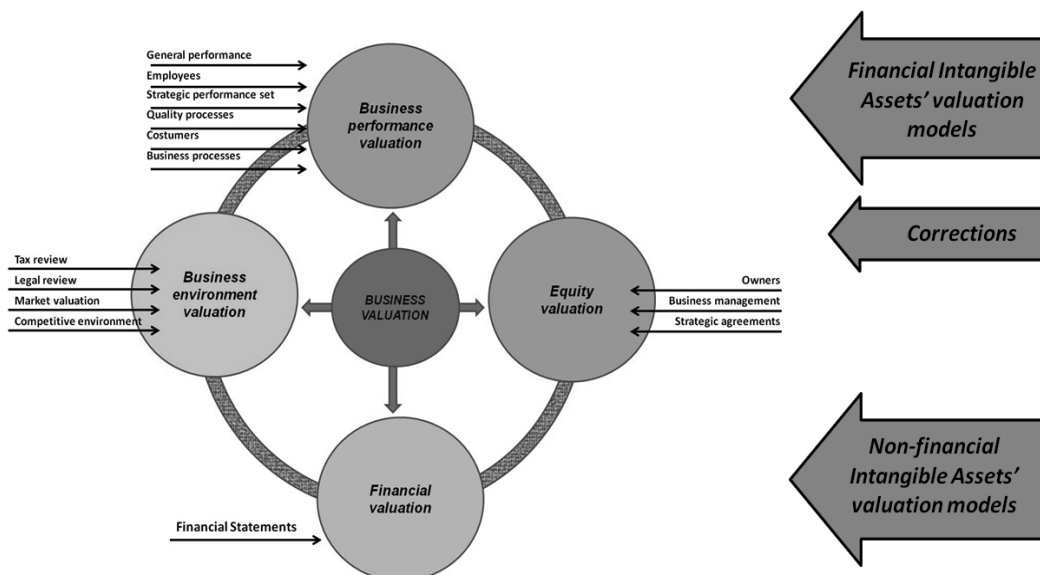 General performance
Employees
Strategic performance set
Quality processes
Costumers
Business processes
Business
performance
valuation
Financial Intangible
Assets' valuation
models
Corrections
Tax review
Legal review
Market valuation
Competitive environment
Business
environment
valuation
BUSINESS
VALUATION
Equity
valuation
Owners
Business management
Strategic agreements
Financial
valuation
Financial Statements
Non-financial
Intangible Assets'
valuation models